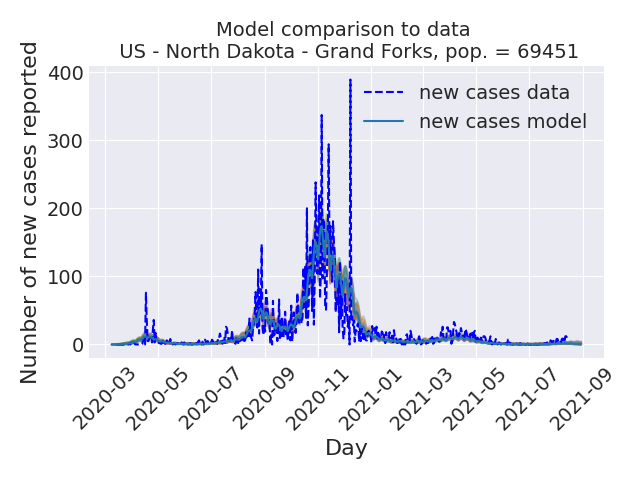 Model comparison to data
US - North Dakota - Grand Forks, pop. = 69451
Number of new cases reported
400
300
200
100
0
new cases data
new cases model
2020-03
2020-05
2020-07
2020-09
2020-11
2021-01
2021-03
2021-05
2021-07
2021-09
Day